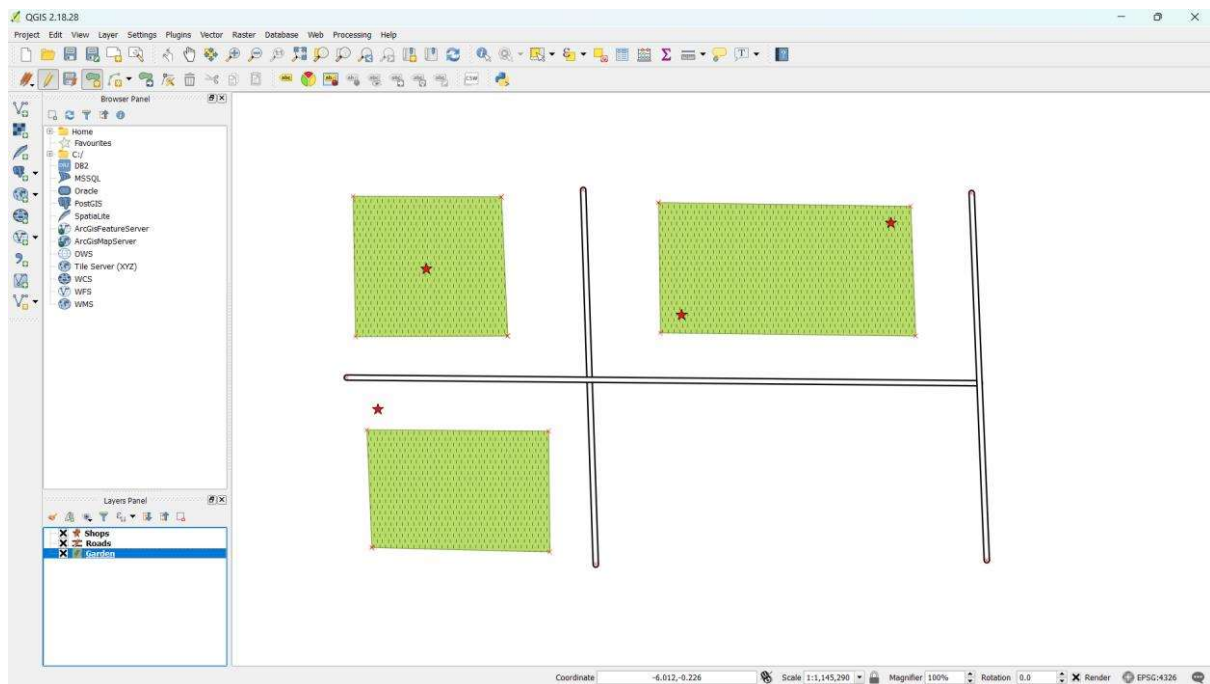 QGIS 2.18.28
Project Edit View Layer Settings Plugins Vector Raster Database Web Processing Help
Browser Panel
Home
Favourites
C:/
DB2
MSSQL
Oracle
PostGIS
SpatiaLite
ArcGisFeatureServer
ArcGisMapServer
OWS
Tile Server (XYZ)
WCS
WFS
WMS
Layers Panel
Shops
Roads
Garden
Coordinate -6.012,-0.226 Scale 1:1,145,290 Magnifier 100% Rotation 0.0 Render EPSG:4326